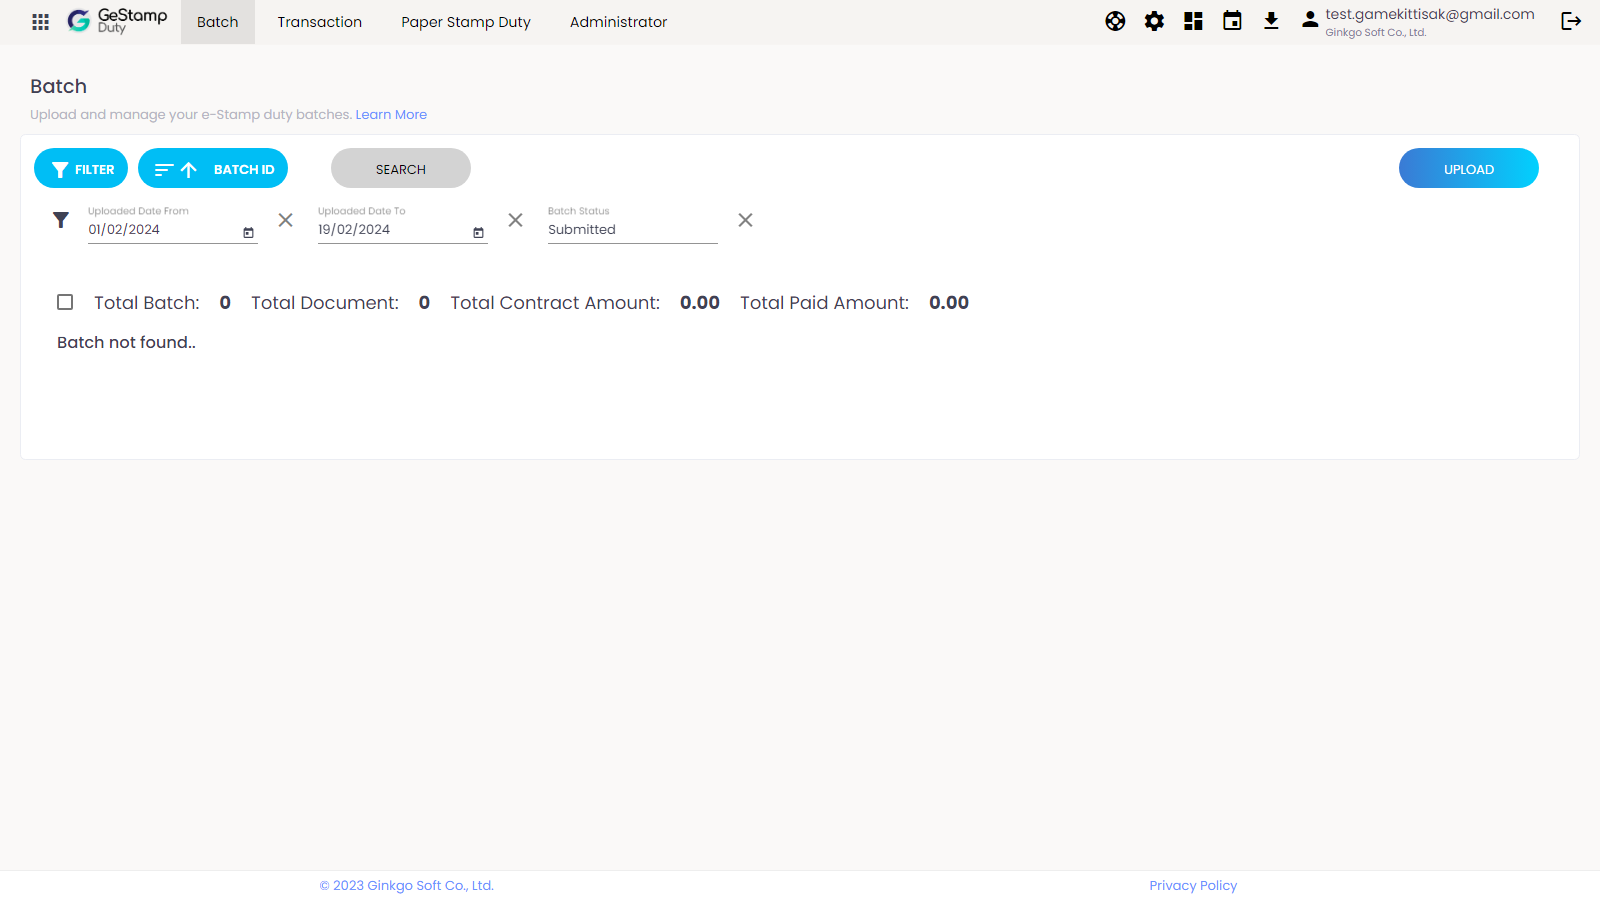 GeStamp
Duty
Batch
Transaction
Paper Stamp Duty
Administrator
test.gamekittisak@gmail.com
Ginkgo Soft Co., Ltd.
Batch
Upload and manage your e-Stamp duty batches. Learn More
FILTER
BATCH ID
SEARCH
UPLOAD
Uploaded Date From
01/02/2024
Uploaded Date To
19/02/2024
Batch Status
Submitted
Total Batch: 0 Total Document: 0 Total Contract Amount: 0.00 Total Paid Amount: 0.00
Batch not found..
© 2023 Ginkgo Soft Co., Ltd.
Privacy Policy